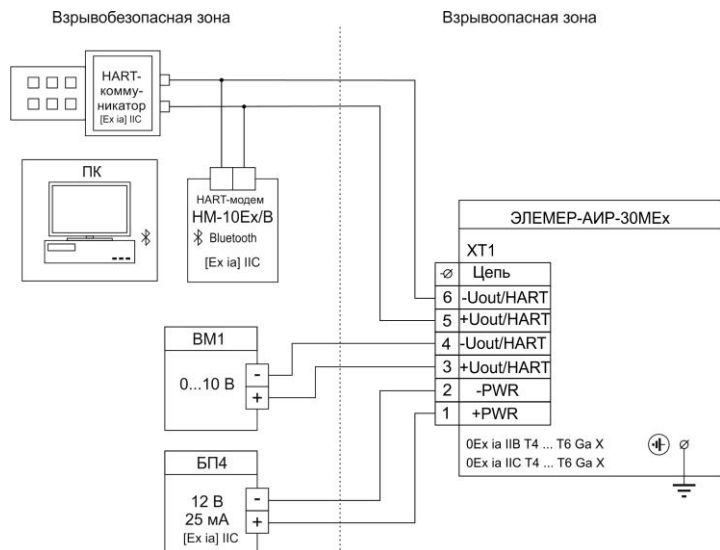 Взрывобезопасная зона
Взрывоопасная зона
HART-
комму-
никатор
[Ex ia] IIC
ПК
HART-модем
HM-10Ex/B
Bluetooth
[Ex ia] IIC
ВМ1
0...10 В
-
+
БП4
12 В
25 мА
[Ex ia] IIC
-
+
ЭЛЕМЕР-АИР-30МЕх
XT1
Цепь
6 -Uout/HART
5 +Uout/HART
4 -Uout/HART
3 +Uout/HART
2 -PWR
1 +PWR
0Ex ia IIB T4 ... T6 Ga X
0Ex ia IIC T4 ... T6 Ga X